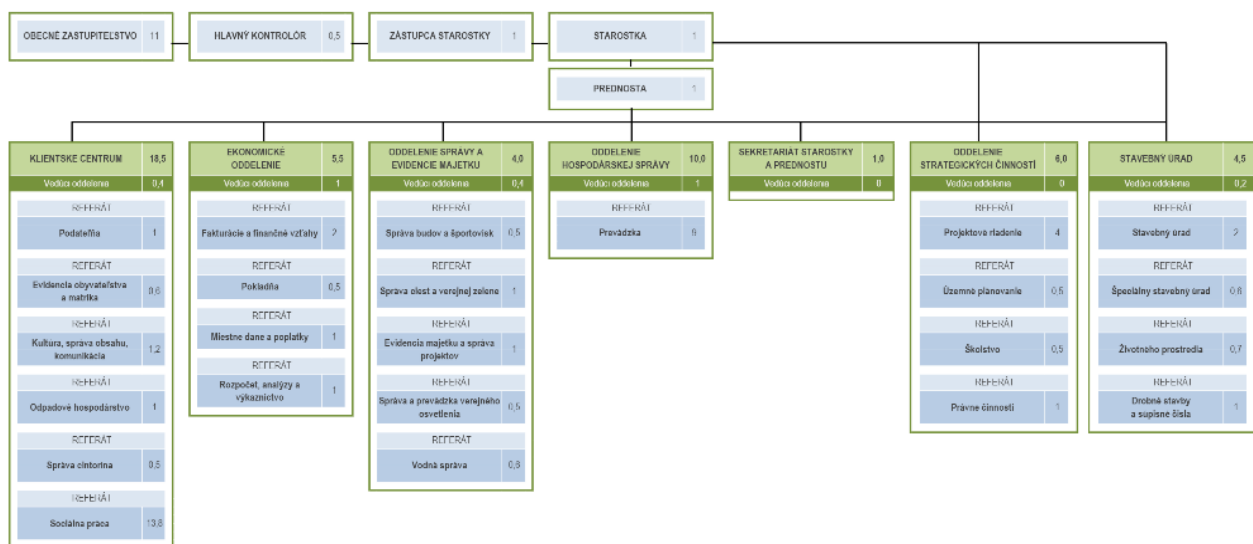 OBECNÉ ZASTUPITEĽSTVO 11
HLAVNÝ KONTROLÓR 0,5
ZÁSTUPCA STAROSTKY 1
STAROSTKA 1
PREDNOSTA 1
KLIENTSKE CENTRUM 18,5
Vedúci oddelenia 0,4
REFERÁT
Podateľňa 1
REFERÁT
Evidencia obyvateľstva
a matrika 0,6
REFERÁT
Kultúra, správa obsahu,
komunikácia 1,2
REFERÁT
Odpadové hospodárstvo 1
REFERÁT
Správa cintorína 0,5
REFERÁT
Sociálna práca 13,8
EKONOMICKÉ
ODDELENIE 5,5
Vedúci oddelenia 1
REFERÁT
Fakturácie a finančné vzťahy 2
REFERÁT
Pokladňa 0,5
REFERÁT
Miestne dane a poplatky 1
REFERÁT
Rozpočet, analýzy a
výkazníctvo 1
ODDELENIE SPRÁVY A
EVIDENCIE MAJETKU 4,0
Vedúci oddelenia 0,4
REFERÁT
Správa budov a športovísk 0,5
REFERÁT
Správa ciest a verejnej zelene 1
REFERÁT
Evidencia majetku a správa
projektov 1
REFERÁT
Správa a prevádzka verejného
osvetlenia 0,5
REFERÁT
Vodná správa 0,6
ODDELENIE
HOSPODÁRSKEJ SPRÁVY 10,0
Vedúci oddelenia 1
REFERÁT
Prevádzka 9
SEKRETARIÁT STAROSTKY
A PREDNOSTU 1,0
Vedúci oddelenia 0
ODDELENIE
STRATEGICKÝCH ČINNOSTÍ 6,0
Vedúci oddelenia 0
REFERÁT
Projektové riadenie 4
REFERÁT
Územné plánovanie 0,5
REFERÁT
Školstvo 0,5
REFERÁT
Právne činnosti 1
STAVEBNÝ ÚRAD 4,5
Vedúci oddelenia 0,2
REFERÁT
Stavebný úrad 2
REFERÁT
Špeciálny stavebný úrad 0,6
REFERÁT
Životného prostredia 0,7
REFERÁT
Drobné stavby
a súpisné čísla 1